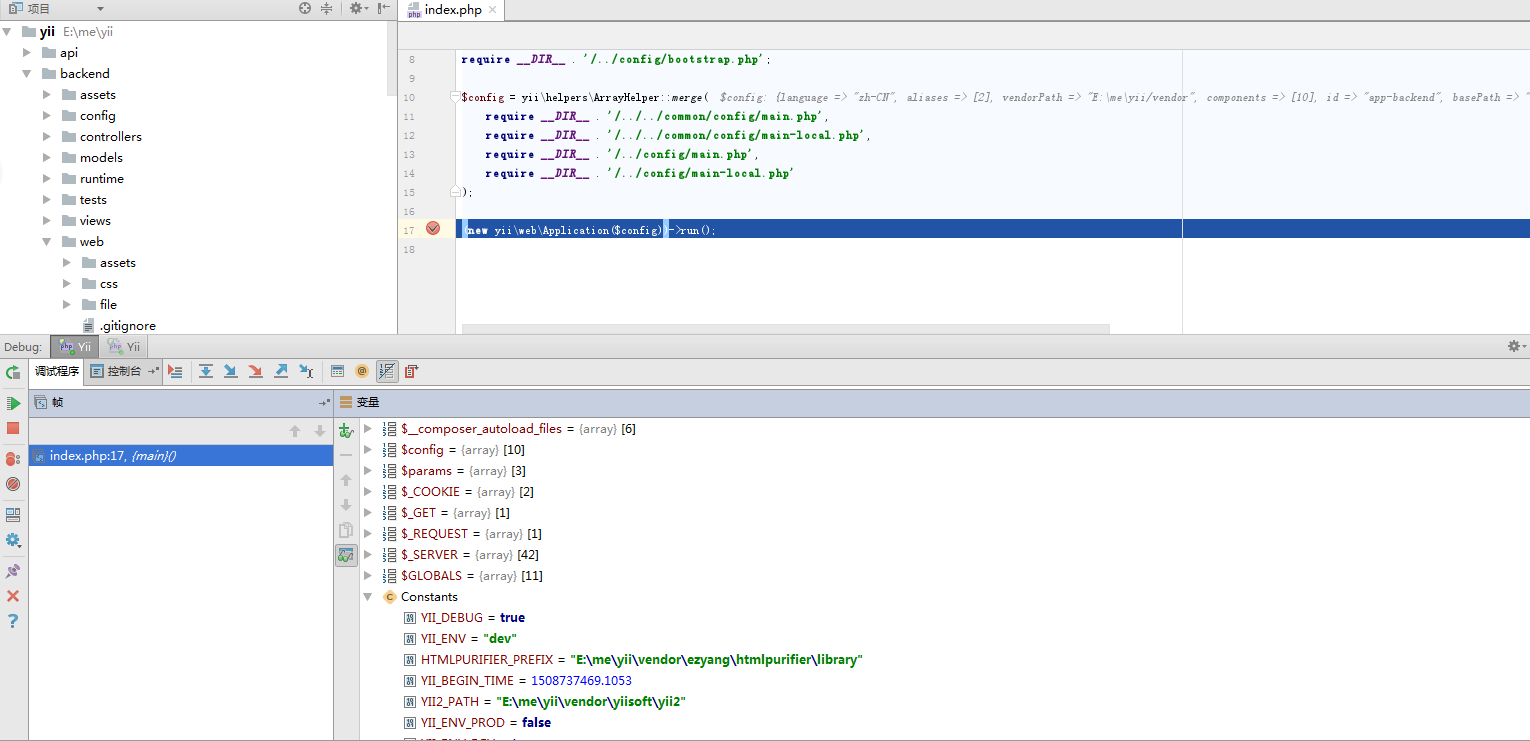 项目
index.php
yii E:\me\yii
api
backend
assets
config
controllers
models
runtime
tests
views
web
assets
css
file
.gitignore
8 require __DIR__ . '/../config/bootstrap.php';
9
10 $config = yii\helpers\ArrayHelper::merge( $config: {language => "zh-CN", aliases => [2], vendorPath => "E:\me\yii/vendor", components => [10], id => "app-backend", basePath => "
11 require __DIR__ . '/../../common/config/main.php',
12 require __DIR__ . '/../../common/config/main-local.php',
13 require __DIR__ . '/../config/main.php',
14 require __DIR__ . '/../config/main-local.php'
15 );
16
17 (new yii\web\Application($config))->run();
18
Debug: Yii Yii
调试程序 控制台
帧 变量
index.php:17, {main}()
$__composer_autoload_files = {array} [6]
$config = {array} [10]
$params = {array} [3]
$_COOKIE = {array} [2]
$_GET = {array} [1]
$_REQUEST = {array} [1]
$_SERVER = {array} [42]
$GLOBALS = {array} [11]
Constants
YII_DEBUG = true
YII_ENV = "dev"
HTMLPURIFIER_PREFIX = "E:\me\yii\vendor\ezyang\htmlpurifier\library"
YII_BEGIN_TIME = 1508737469.1053
YII2_PATH = "E:\me\yii\vendor\yiisoft\yii2"
YII_ENV_PROD = false